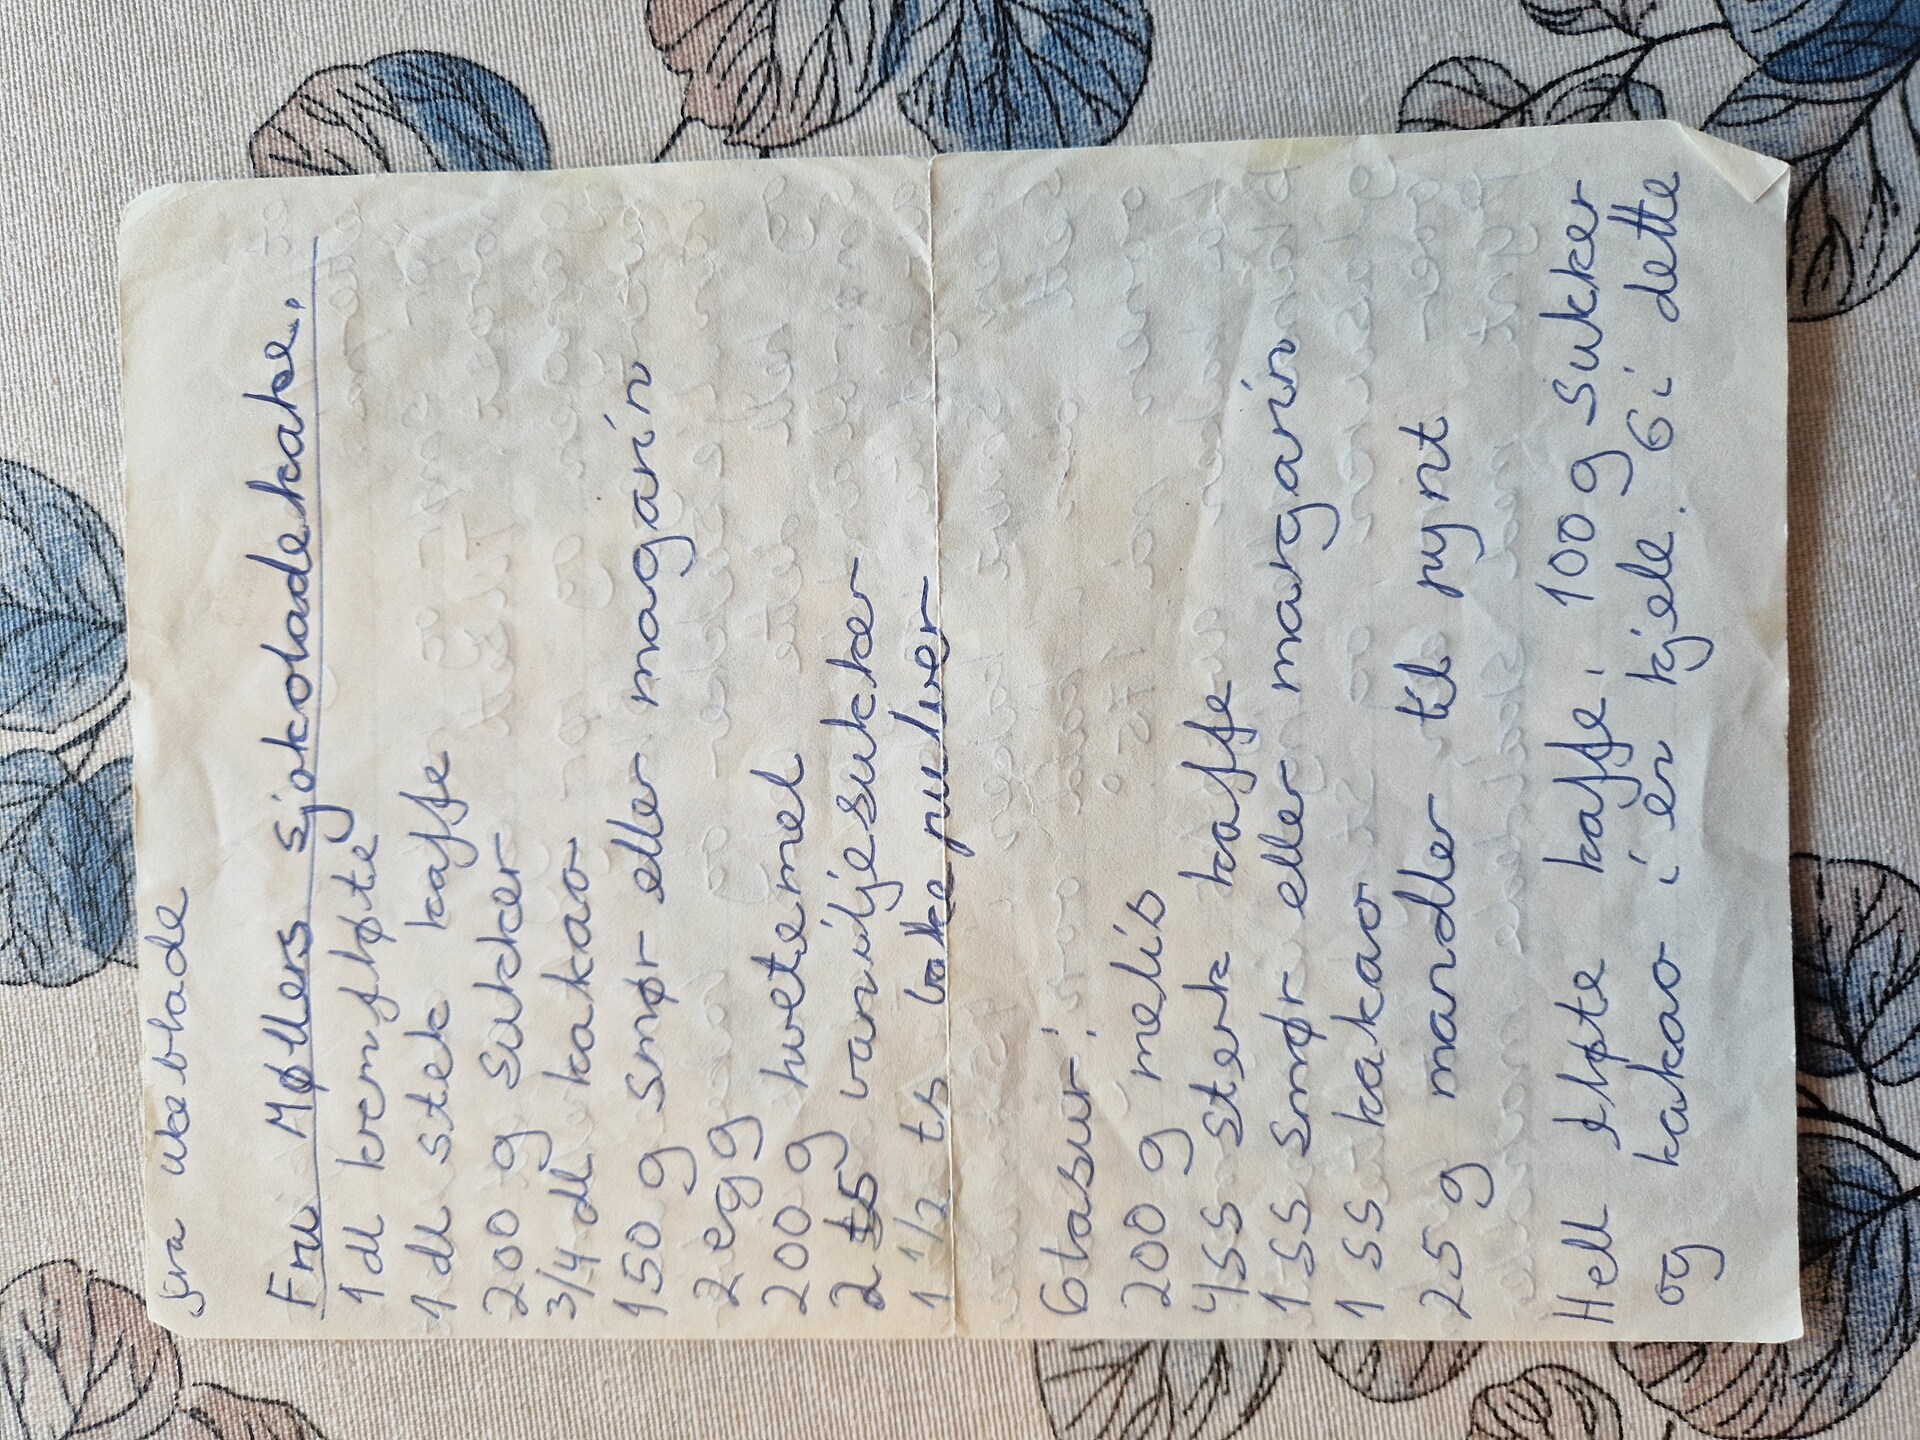 fra ukeblade
Fru Møllers sjokoladekake.
1 dl kremfløte
1 dl stek kaffe
200 g sukker
3/4 dl kakao
150 g smør eller magarin
2 egg
200 g hvetemel
2 ts vaniljesukker
1 1/2 ts bakepulver
Glasur:
200 g melis
4 ss sterk kaffe
1 ss smør eller margarin
1 ss kakao
25 g mandler til pynt
Hell fløte kaffe, 100 g sukker
og kakao i en kjele. Gi dette